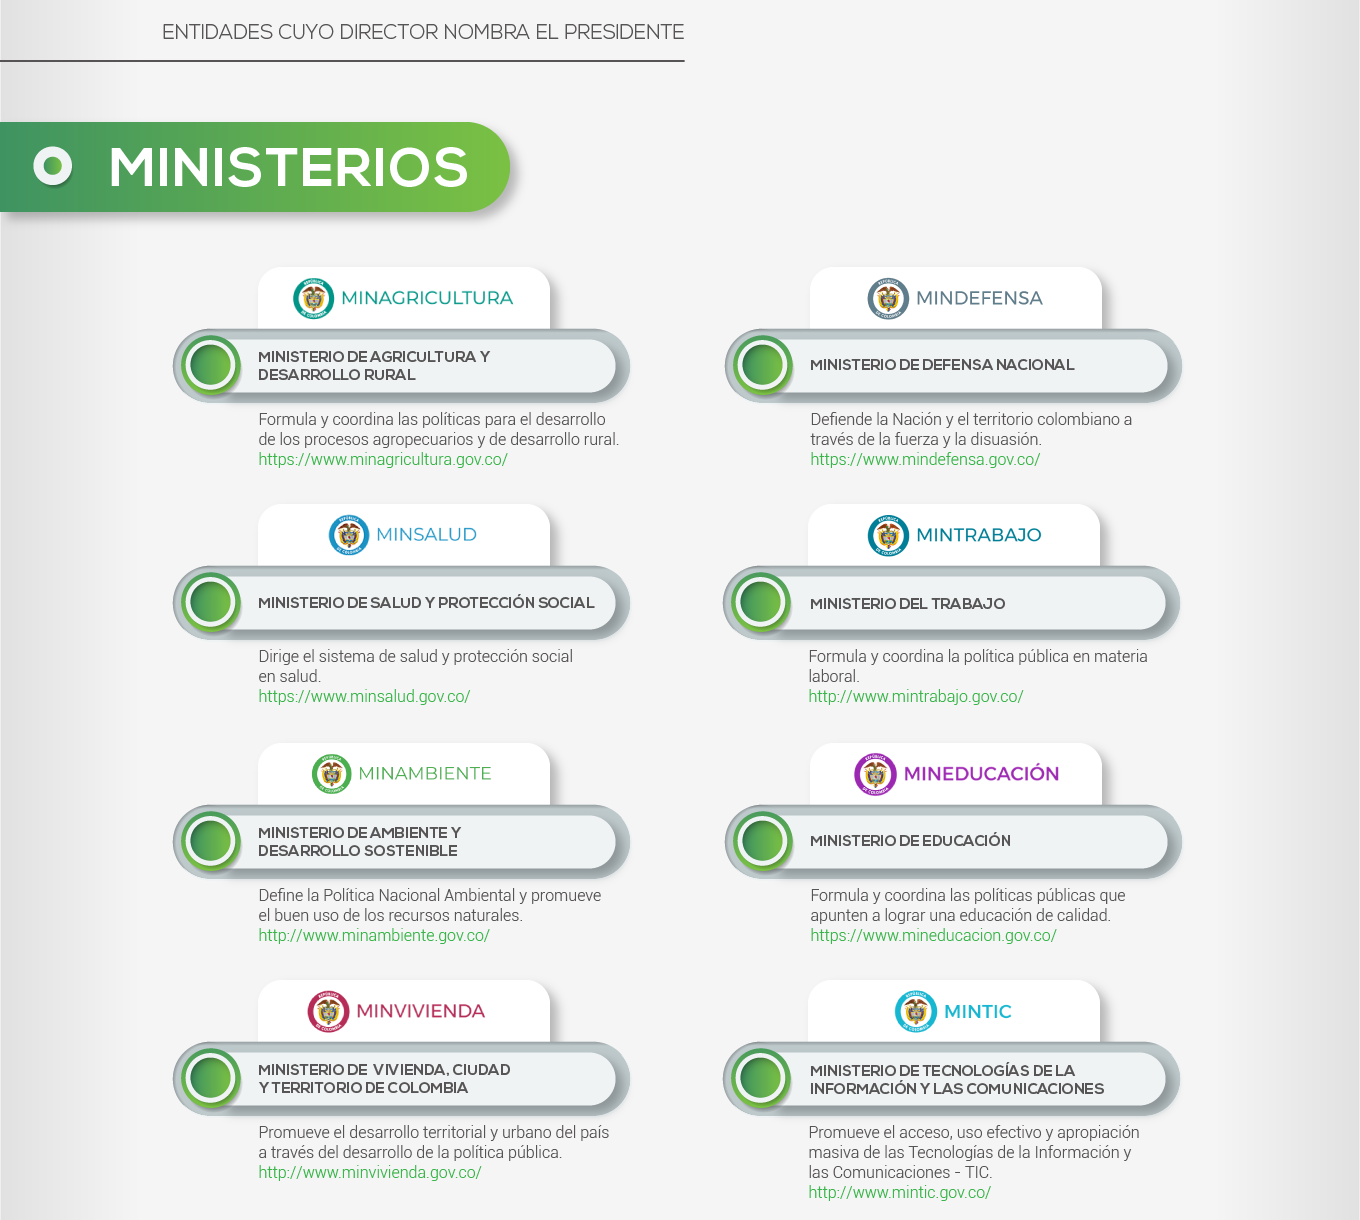 ENTIDADES CUYO DIRECTOR NOMBRA EL PRESIDENTE
MINISTERIOS
MINAGRICULTURA
MINISTERIO DE AGRICULTURA Y
DESARROLLO RURAL
Formula y coordina las políticas para el desarrollo
de los procesos agropecuarios y de desarrollo rural.
https://www.minagricultura.gov.co/
MINDEFENSA
MINISTERIO DE DEFENSA NACIONAL
Defiende la Nación y el territorio colombiano a
través de la fuerza y la disuasión.
https://www.mindefensa.gov.co/
MINSALUD
MINISTERIO DE SALUD Y PROTECCIÓN SOCIAL
Dirige el sistema de salud y protección social
en salud.
https://www.minsalud.gov.co/
MINTRABAJO
MINISTERIO DEL TRABAJO
Formula y coordina la política pública en materia
laboral.
http://www.mintrabajo.gov.co/
MINAMBIENTE
MINISTERIO DE AMBIENTE Y
DESARROLLO SOSTENIBLE
Define la Política Nacional Ambiental y promueve
el buen uso de los recursos naturales.
http://www.minambiente.gov.co/
MINEDUCACIÓN
MINISTERIO DE EDUCACIÓN
Formula y coordina las políticas públicas que
apunten a lograr una educación de calidad.
https://www.mineducacion.gov.co/
MINVIVIENDA
MINISTERIO DE VIVIENDA, CIUDAD
Y TERRITORIO DE COLOMBIA
Promueve el desarrollo territorial y urbano del país
a través del desarrollo de la política pública.
http://www.minvivienda.gov.co/
MINTIC
MINISTERIO DE TECNOLOGÍAS DE LA
INFORMACIÓN Y LAS COMUNICACIONES
Promueve el acceso, uso efectivo y apropiación
masiva de las Tecnologías de la Información y
las Comunicaciones - TIC.
http://www.mintic.gov.co/